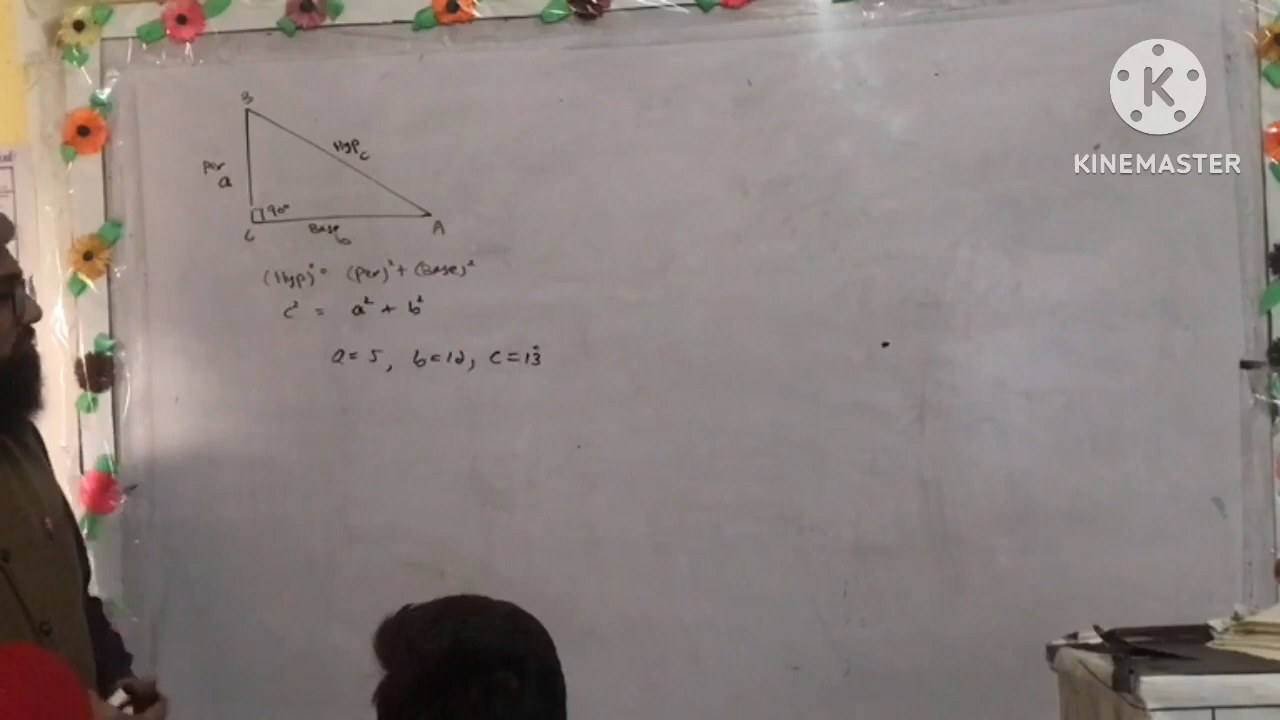 B
Per
a
Hyp c
90°
C
Base b
A
(Hyp)² = (Per)² + (Base)²
c² = a² + b²
a = 5, b = 12, c = 13
K
KINEMASTER